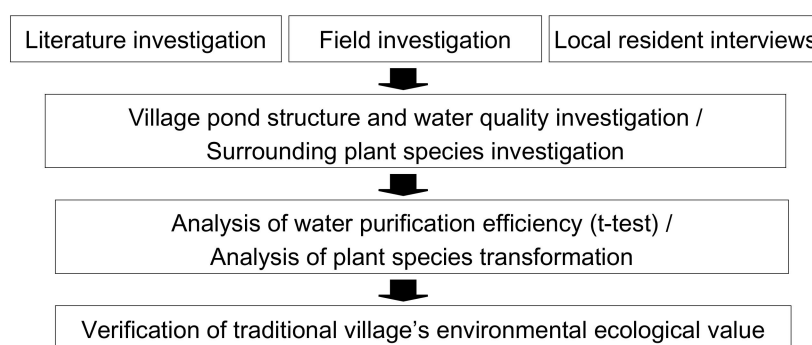 Literature investigation Field investigation Local resident interviews
Village pond structure and water quality investigation /
Surrounding plant species investigation
Analysis of water purification efficiency (t-test) /
Analysis of plant species transformation
Verification of traditional village's environmental ecological value